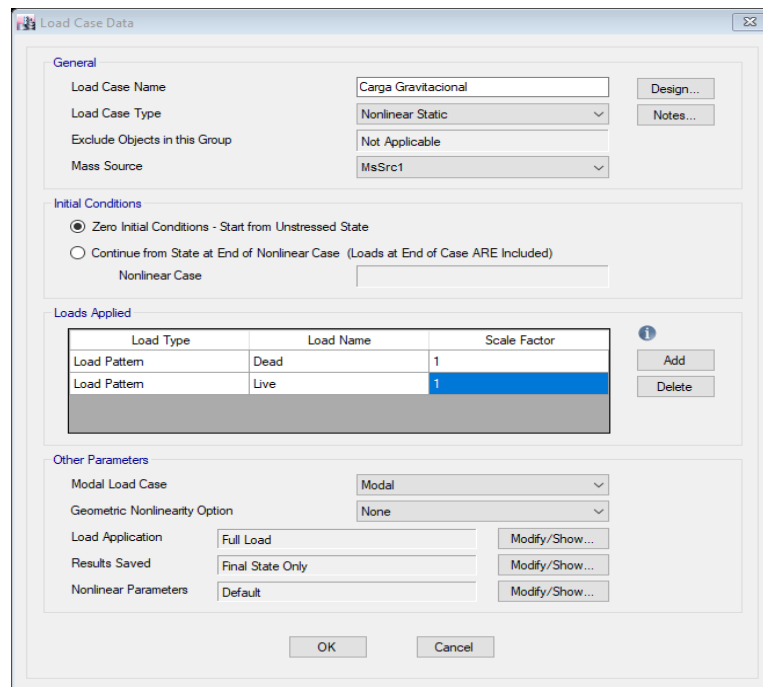 Load Case Data
General
Load Case Name Carga Gravitacional Design...
Load Case Type Nonlinear Static Notes...
Exclude Objects in this Group Not Applicable
Mass Source MsSrc1
Initial Conditions
Zero Initial Conditions - Start from Unstressed State
Continue from State at End of Nonlinear Case (Loads at End of Case ARE Included)
Nonlinear Case
Loads Applied
Load Type Load Name Scale Factor
Load Pattern Dead 1 Add
Load Pattern Live 1 Delete
Other Parameters
Modal Load Case Modal
Geometric Nonlinearity Option None
Load Application Full Load Modify/Show...
Results Saved Final State Only Modify/Show...
Nonlinear Parameters Default Modify/Show...
OK Cancel